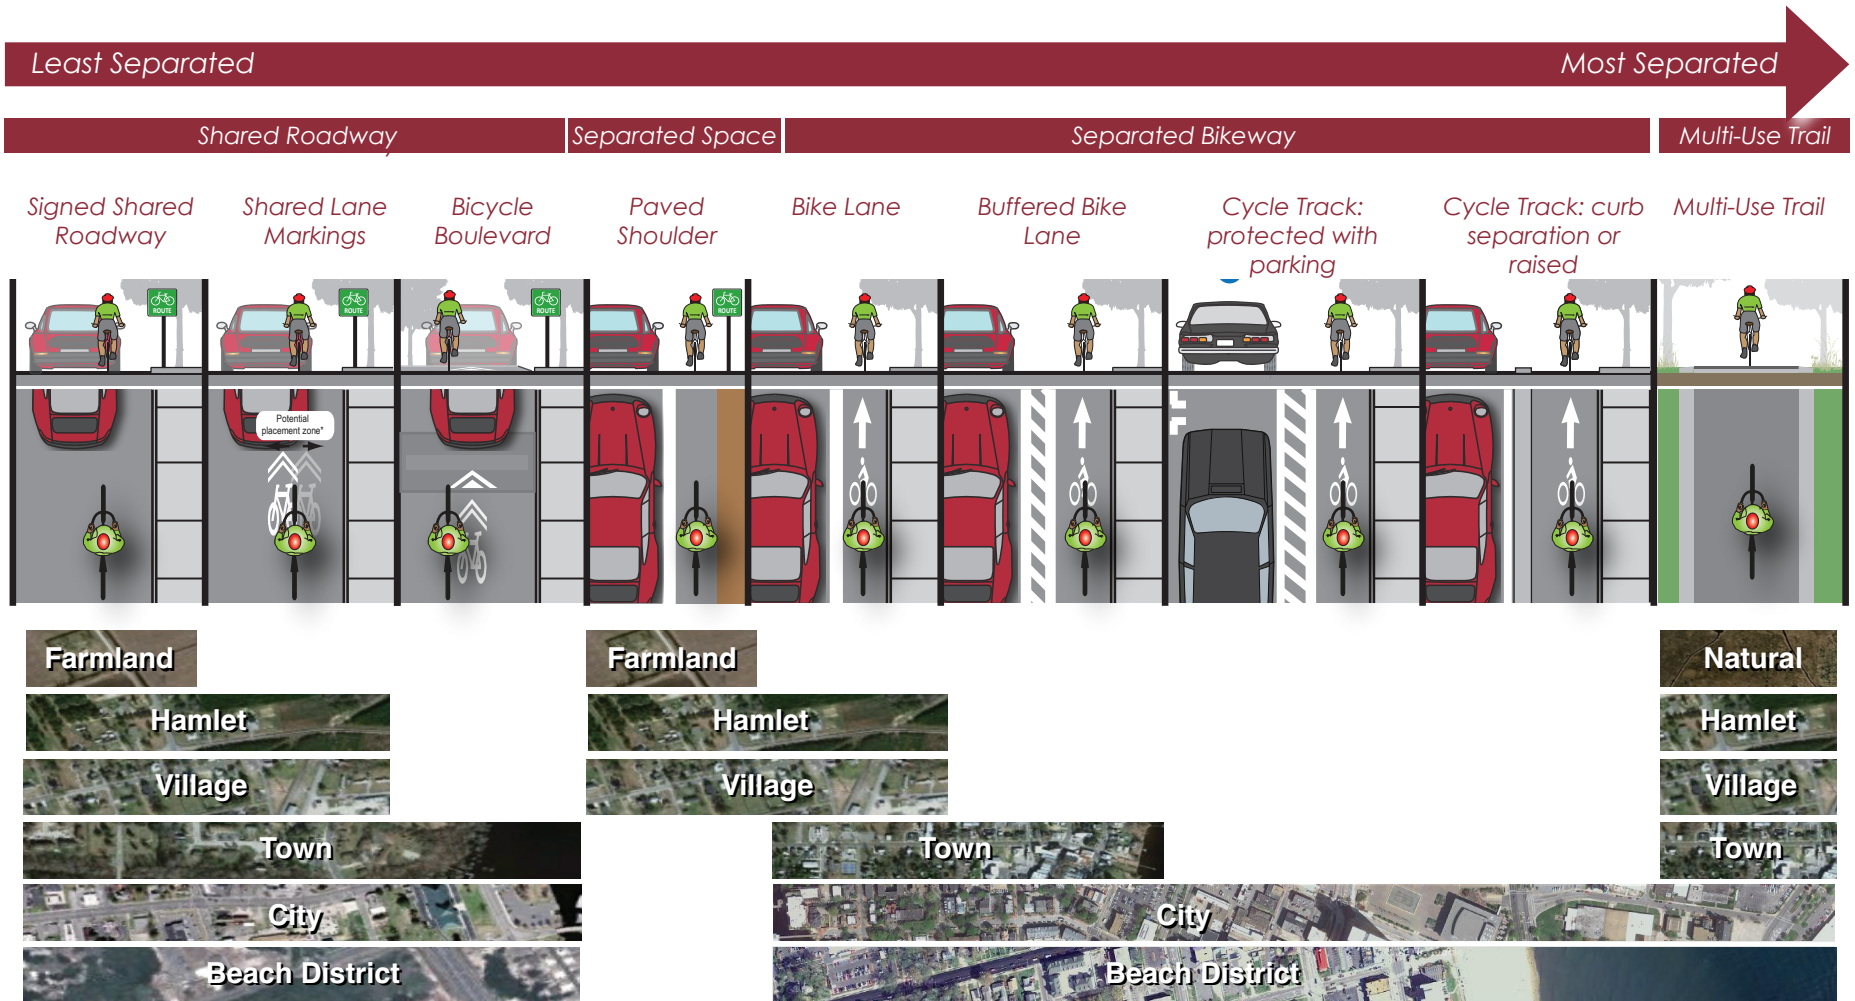 Least Separated
Most Separated
Shared Roadway
Separated Space
Separated Bikeway
Multi-Use Trail
Signed Shared
Roadway
Shared Lane
Markings
Bicycle
Boulevard
Paved
Shoulder
Bike Lane
Buffered Bike
Lane
Cycle Track:
protected with
parking
Cycle Track: curb
separation or
raised
Multi-Use Trail
ROUTE
ROUTE
ROUTE
ROUTE
Potential
placement zone*
Farmland
Farmland
Natural
Hamlet
Hamlet
Hamlet
Village
Village
Village
Town
Town
Town
City
City
Beach District
Beach District